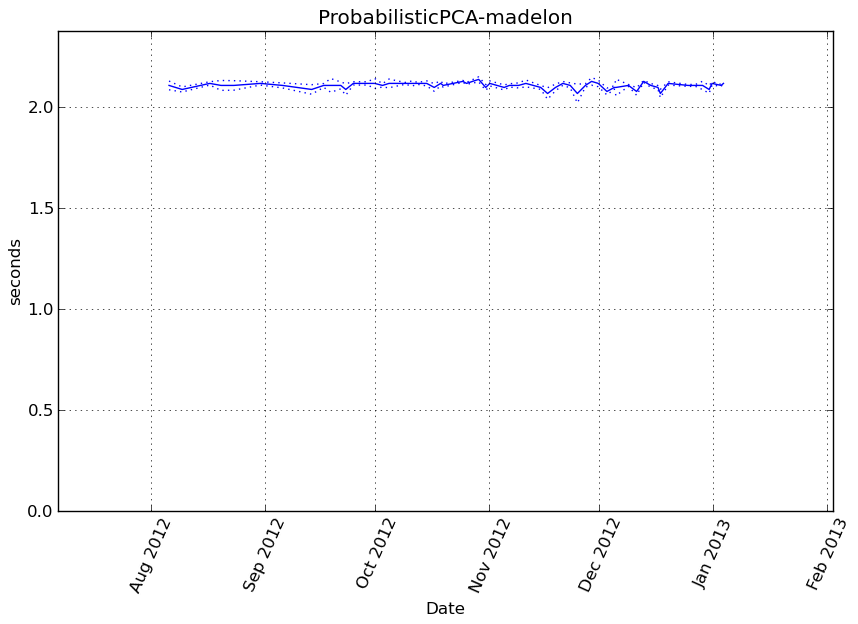 ProbabilisticPCA-madelon
2.0
1.5
1.0
0.5
0.0
seconds
Aug 2012
Sep 2012
Oct 2012
Nov 2012
Dec 2012
Jan 2013
Feb 2013
Date